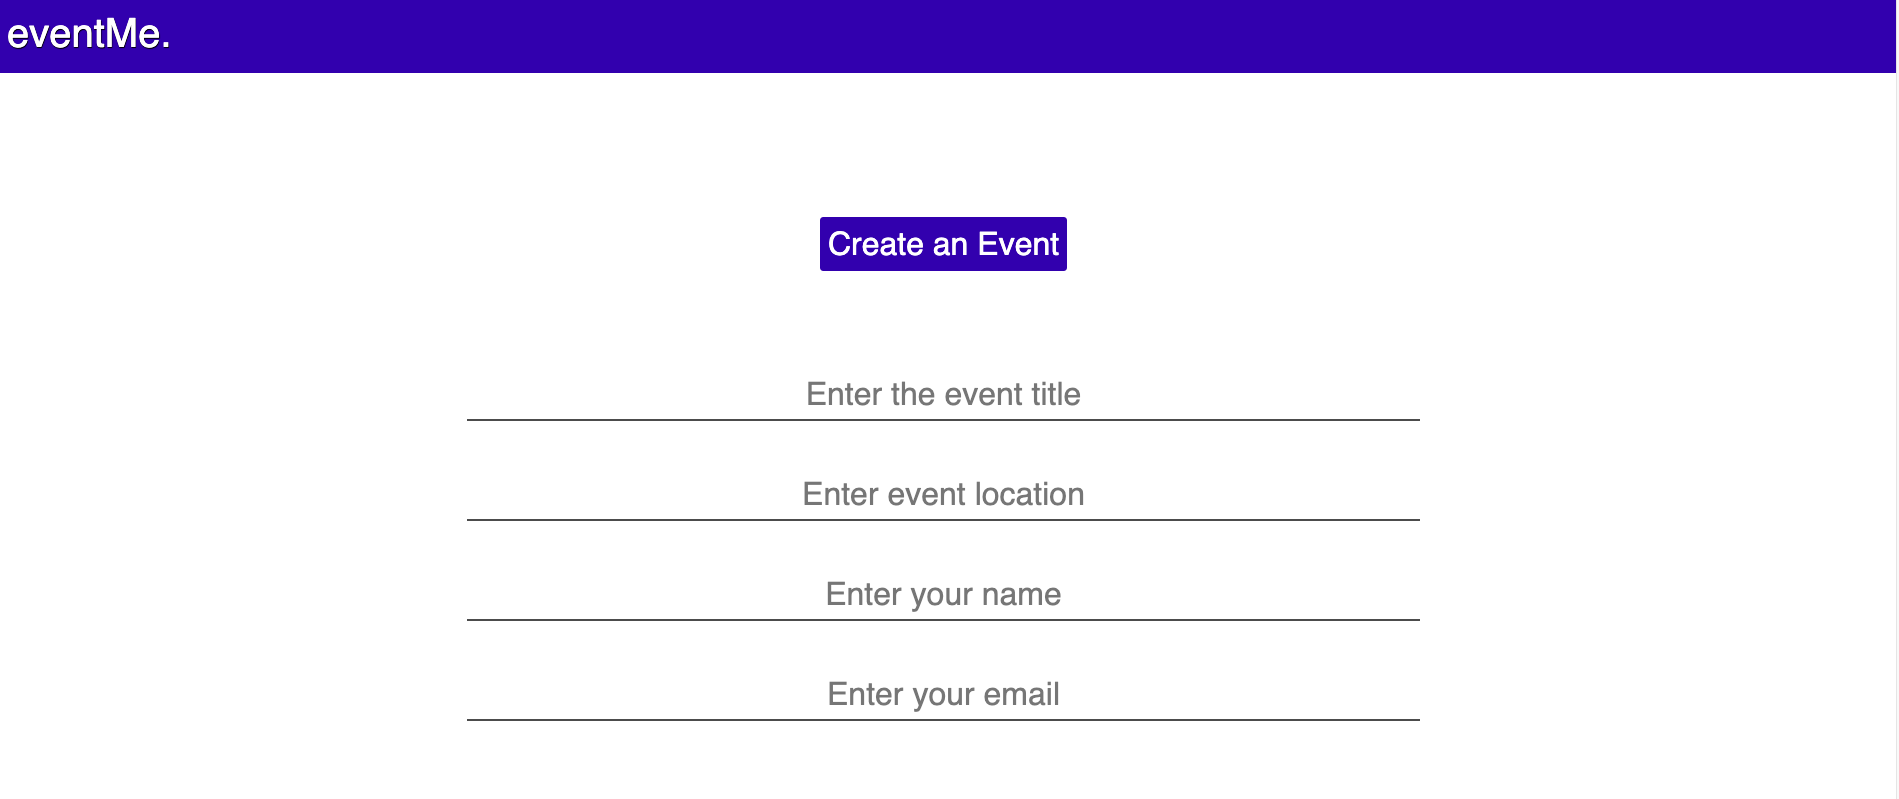 eventMe.
Create an Event
Enter the event title
Enter event location
Enter your name
Enter your email